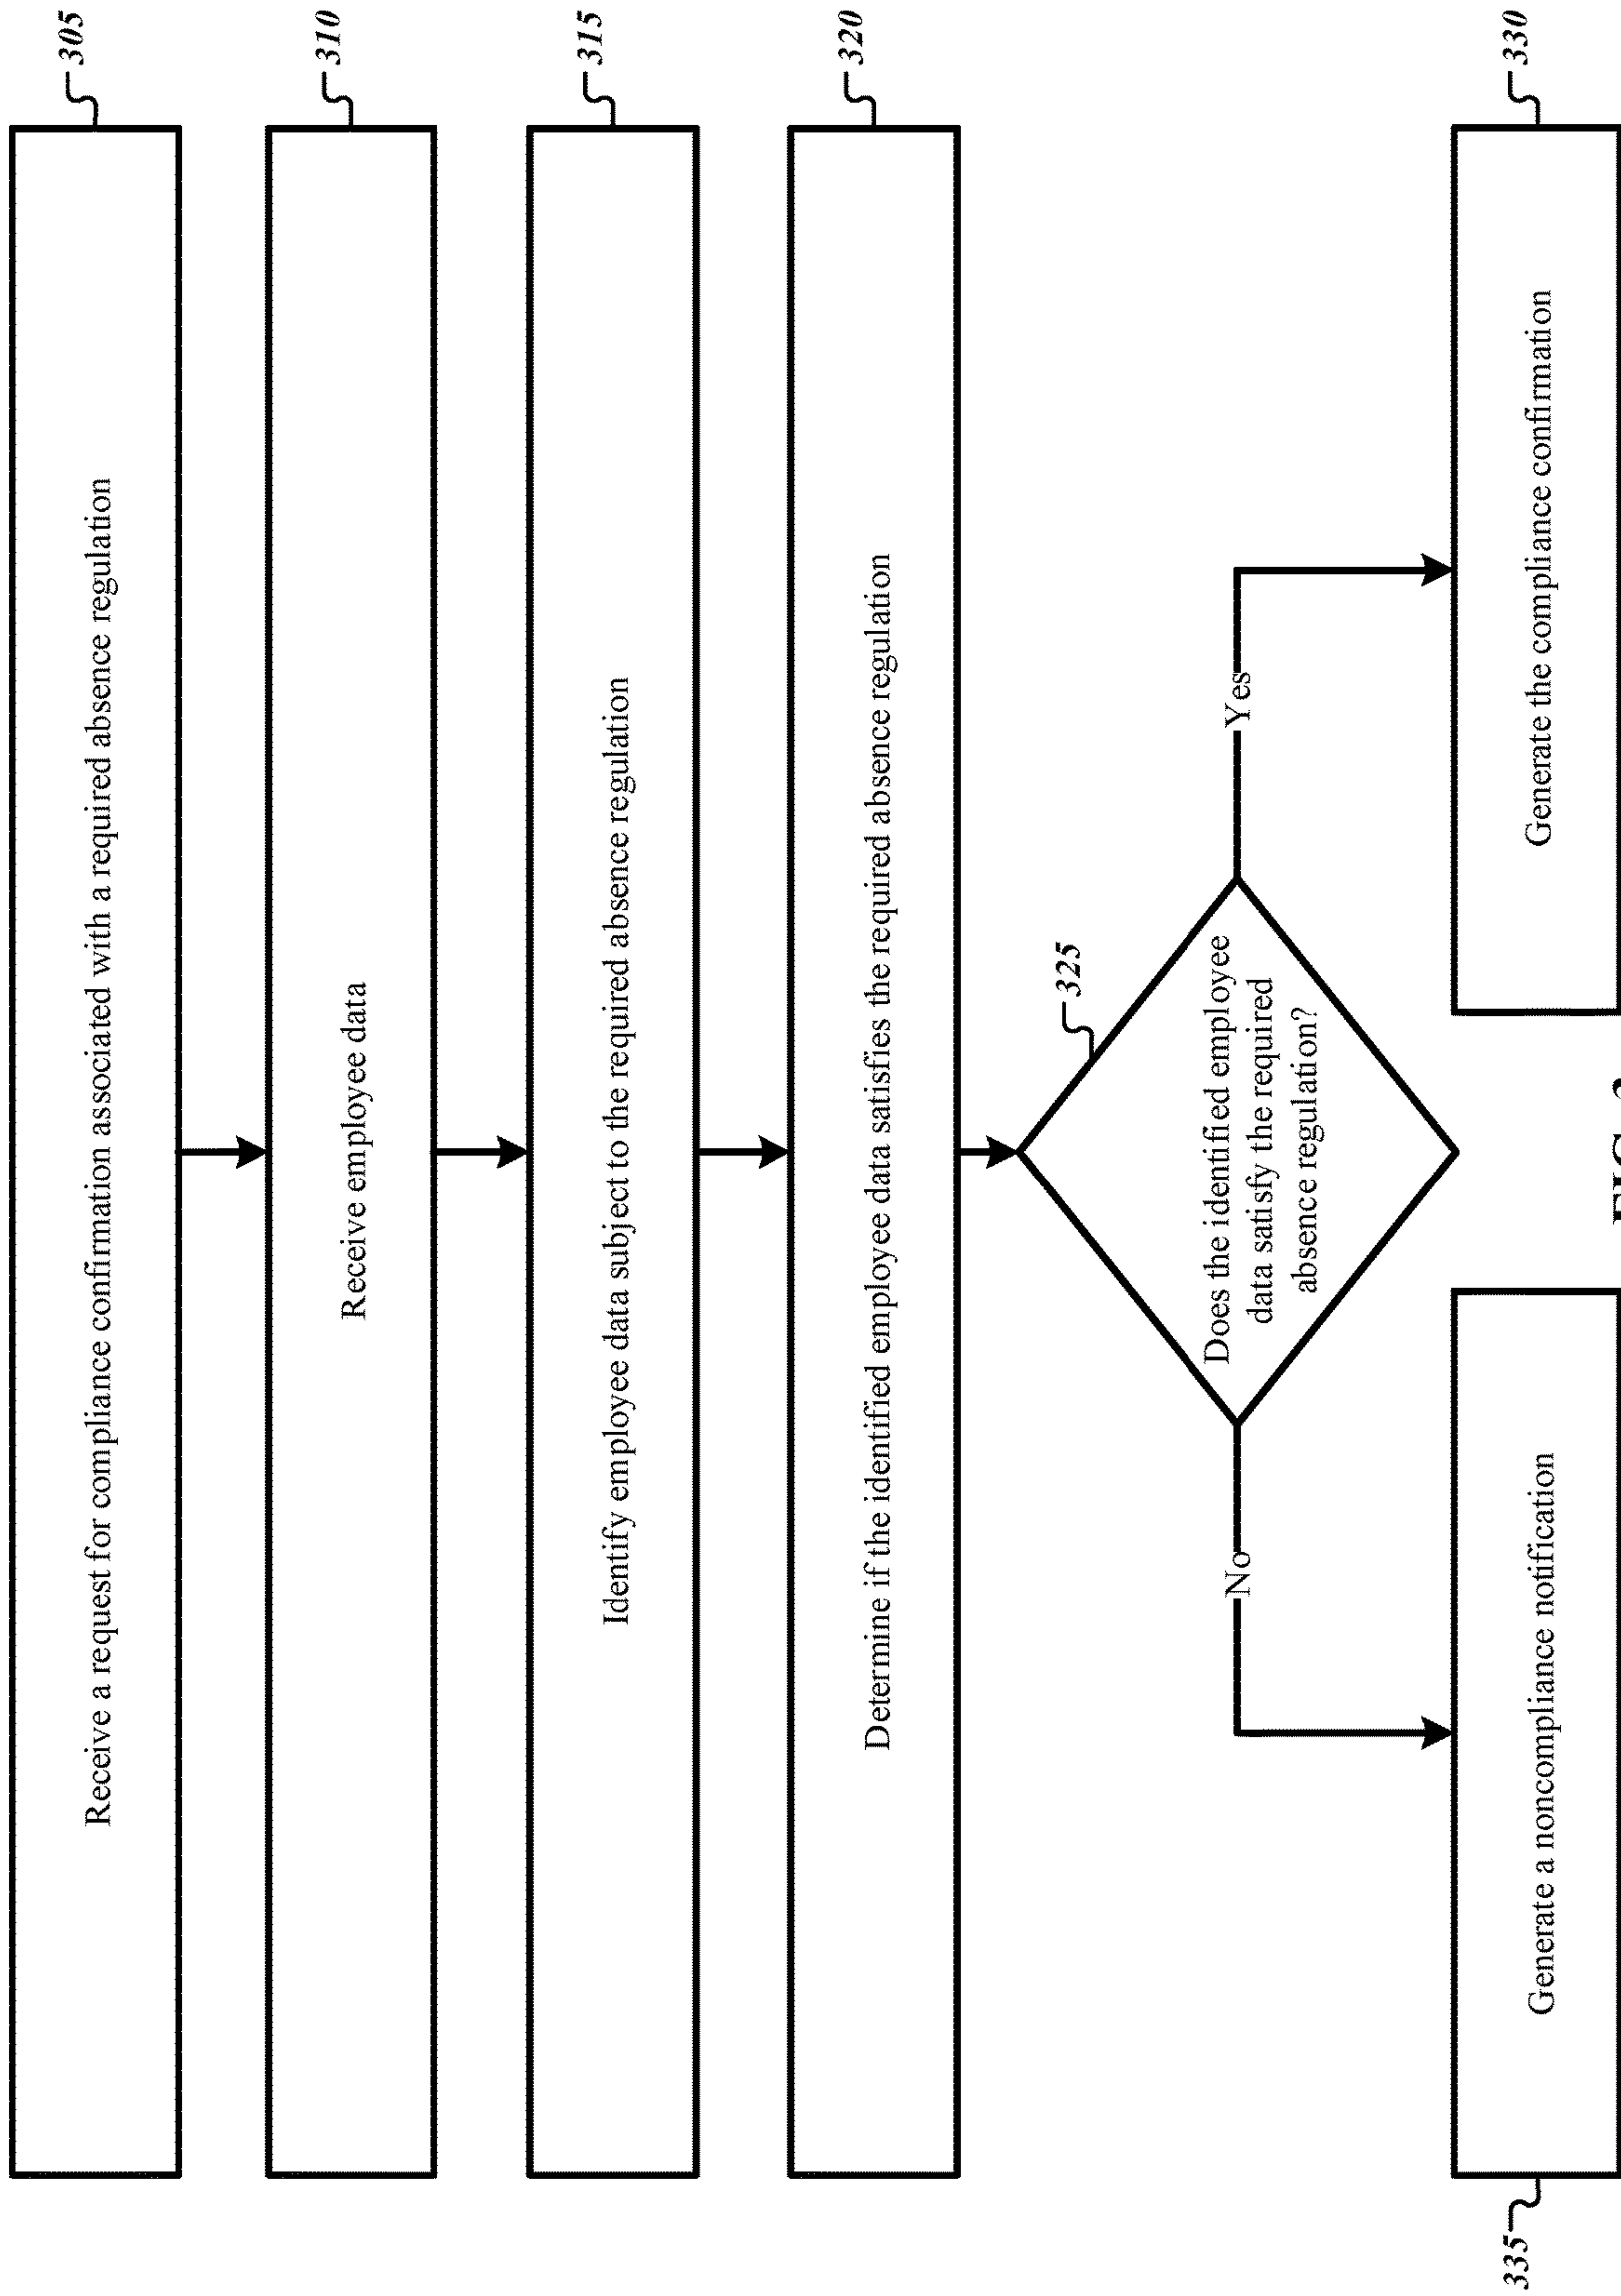 305
Receive a request for compliance confirmation associated with a required absence regulation
310
Receive employee data
315
Identify employee data subject to the required absence regulation
320
Determine if the identified employee data satisfies the required absence regulation
325
Does the identified employee
data satisfy the required
absence regulation?
No
Yes
335
Generate a noncompliance notification
330
Generate the compliance confirmation